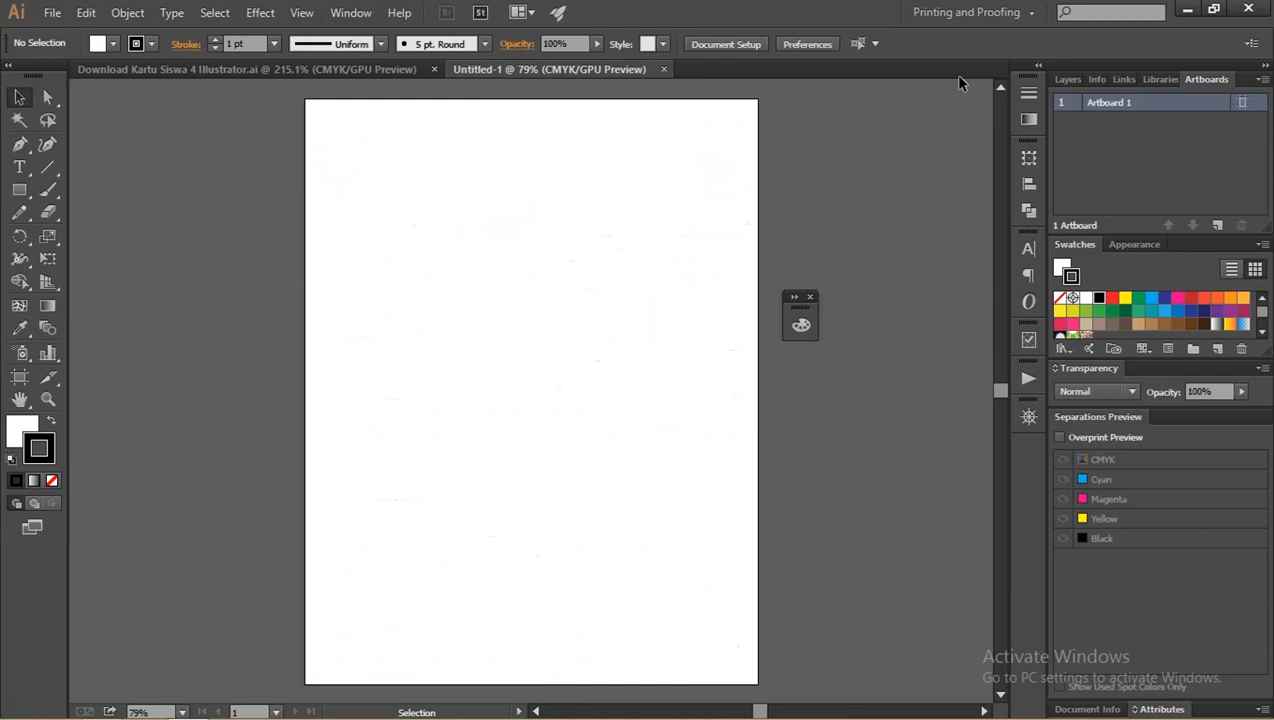 Ai File Edit Object Type Select Effect View Window Help Br St Printing and Proofing
No Selection Stroke: 1 pt Uniform 5 pt. Round Opacity: 100% Style: Document Setup Preferences
Download Kartu Siswa 4 Illustrator.ai @ 215.1% (CMYK/GPU Preview) Untitled-1 @ 79% (CMYK/GPU Preview)
Layers Info Links Libraries Artboards
1 Artboard 1
1 Artboard
Swatches Appearance
Transparency
Normal Opacity: 100%
Separations Preview
Overprint Preview
CMYK
Cyan
Magenta
Yellow
Black
Activate Windows
Go to PC settings to activate Windows.
Show Used Spot Colors Only
Document Info Attributes
79% 1 Selection